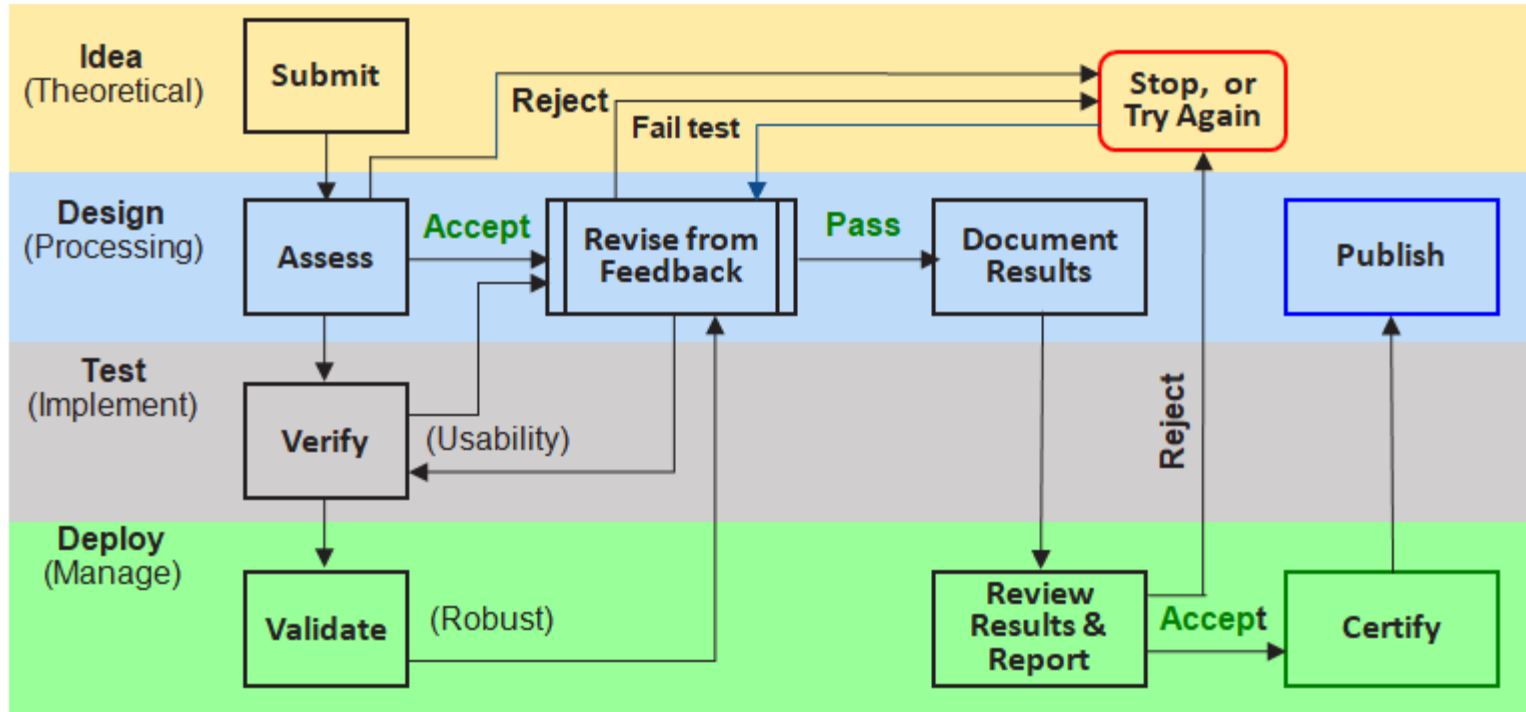 Idea
(Theoretical)
Submit
Reject
Fail test
Stop, or
Try Again
Design
(Processing)
Assess
Accept
Revise from
Feedback
Pass
Document
Results
Publish
Test
(Implement)
Verify
(Usability)
Reject
Deploy
(Manage)
Validate
(Robust)
Review
Results &
Report
Accept
Certify